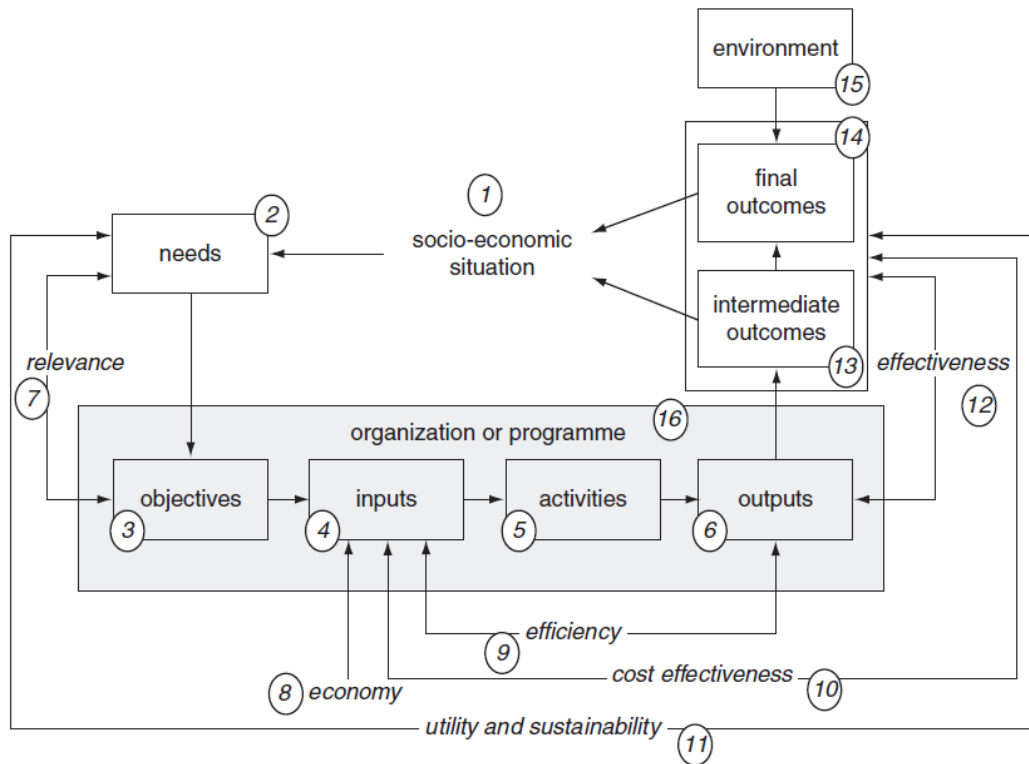 environment
15
14
final
outcomes
1
socio-economic
situation
2
needs
intermediate
outcomes
13
relevance
7
effectiveness
12
16
organization or programme
objectives
3
inputs
4
activities
5
outputs
6
efficiency
9
8
economy
cost effectiveness
10
utility and sustainability
11